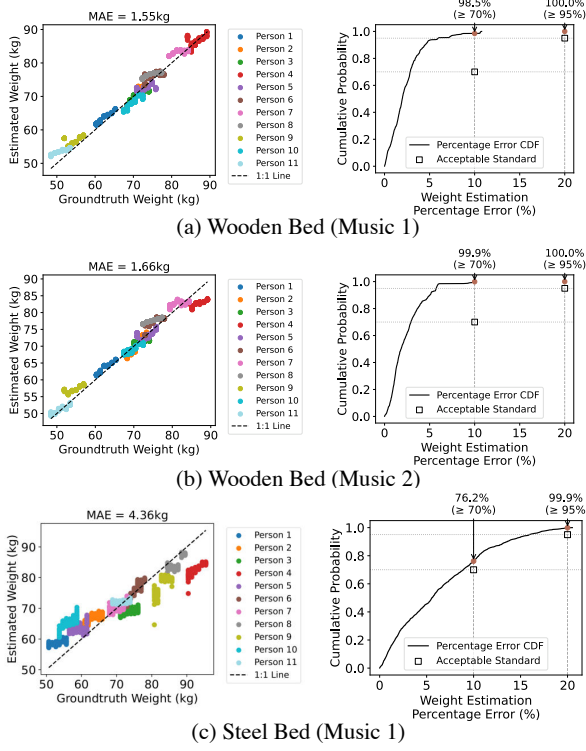 MAE = 1.55kg
Estimated Weight (kg)
90
80
70
60
50
50 60 70 80 90
Groundtruth Weight (kg)
Person 1
Person 2
Person 3
Person 4
Person 5
Person 6
Person 7
Person 8
Person 9
Person 10
Person 11
1:1 Line
98.5%
(≥ 70%)
100.0%
(≥ 95%)
Cumulative Probability
1.0
0.8
0.6
0.4
0.2
0.0
Percentage Error CDF
Acceptable Standard
0 5 10 15 20
Weight Estimation
Percentage Error (%)
(a) Wooden Bed (Music 1)
MAE = 1.66kg
Estimated Weight (kg)
90
85
80
75
70
65
60
55
50
50 60 70 80 90
Groundtruth Weight (kg)
Person 1
Person 2
Person 3
Person 4
Person 5
Person 6
Person 7
Person 8
Person 9
Person 10
Person 11
1:1 Line
99.9%
(≥ 70%)
100.0%
(≥ 95%)
Cumulative Probability
1.0
0.8
0.6
0.4
0.2
0.0
Percentage Error CDF
Acceptable Standard
0 5 10 15 20
Weight Estimation
Percentage Error (%)
(b) Wooden Bed (Music 2)
MAE = 4.36kg
Estimated Weight (kg)
90
80
70
60
50
50 60 70 80 90
Groundtruth Weight (kg)
Person 1
Person 2
Person 3
Person 4
Person 5
Person 6
Person 7
Person 8
Person 9
Person 10
Person 11
1:1 Line
76.2%
(≥ 70%)
99.9%
(≥ 95%
Cumulative Probability
1.0
0.8
0.6
0.4
0.2
0.0
Percentage Error CDF
Acceptable Standard
0 5 10 15 20
Weight Estimation
Percentage Error (%)
(c) Steel Bed (Music 1)